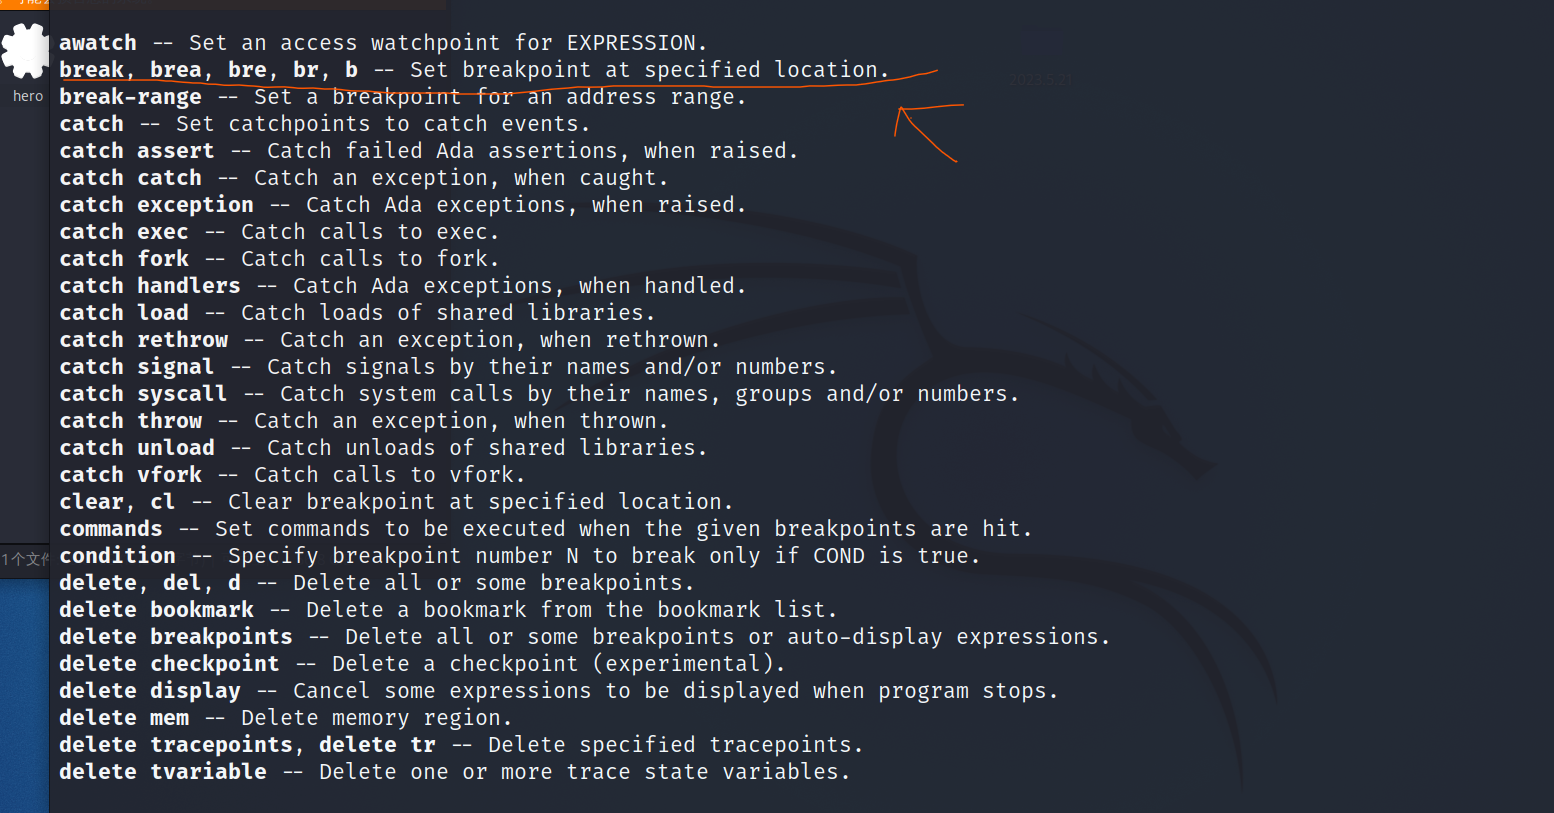 awatch -- Set an access watchpoint for EXPRESSION.
break, brea, bre, br, b -- Set breakpoint at specified location.
break-range -- Set a breakpoint for an address range.
catch -- Set catchpoints to catch events.
catch assert -- Catch failed Ada assertions, when raised.
catch catch -- Catch an exception, when caught.
catch exception -- Catch Ada exceptions, when raised.
catch exec -- Catch calls to exec.
catch fork -- Catch calls to fork.
catch handlers -- Catch Ada exceptions, when handled.
catch load -- Catch loads of shared libraries.
catch rethrow -- Catch an exception, when rethrown.
catch signal -- Catch signals by their names and/or numbers.
catch syscall -- Catch system calls by their names, groups and/or numbers.
catch throw -- Catch an exception, when thrown.
catch unload -- Catch unloads of shared libraries.
catch vfork -- Catch calls to vfork.
clear, cl -- Clear breakpoint at specified location.
commands -- Set commands to be executed when the given breakpoints are hit.
condition -- Specify breakpoint number N to break only if COND is true.
delete, del, d -- Delete all or some breakpoints.
delete bookmark -- Delete a bookmark from the bookmark list.
delete breakpoints -- Delete all or some breakpoints or auto-display expressions.
delete checkpoint -- Delete a checkpoint (experimental).
delete display -- Cancel some expressions to be displayed when program stops.
delete mem -- Delete memory region.
delete tracepoints, delete tr -- Delete specified tracepoints.
delete tvariable -- Delete one or more trace state variables.
hero
2023.5.21
1个文件